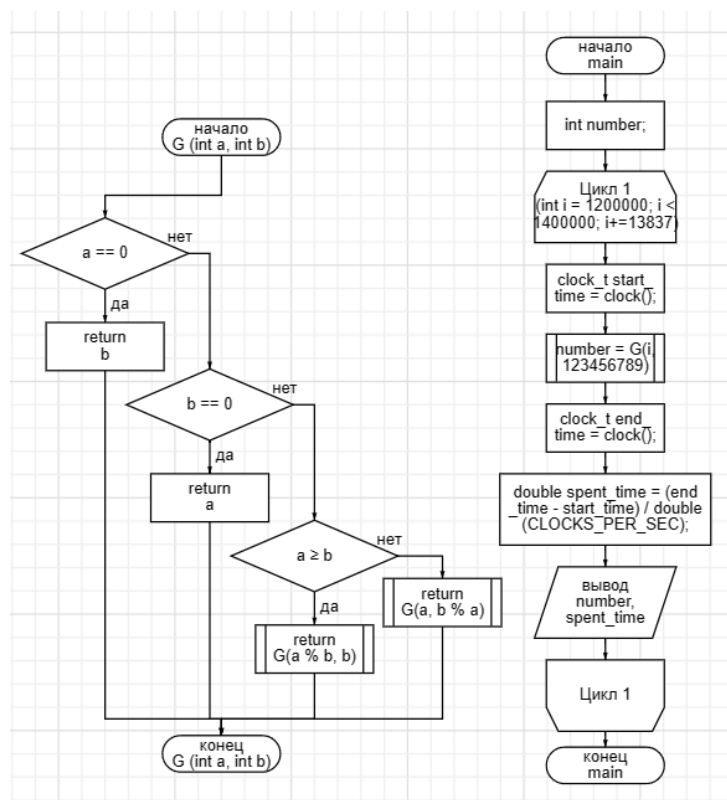 начало
G (int a, int b)
a == 0
нет
да
return
b
b == 0
нет
да
return
a
a ≥ b
нет
да
return
G(a, b % a)
return
G(a % b, b)
конец
G (int a, int b)
начало
main
int number;
Цикл 1
(int i = 1200000; i <
1400000; i+=13837)
clock_t start_
time = clock();
number = G(i,
123456789)
clock_t end_
time = clock();
double spent_time = (end
_time - start_time) / double
(CLOCKS_PER_SEC);
вывод
number,
spent_time
Цикл 1
конец
main